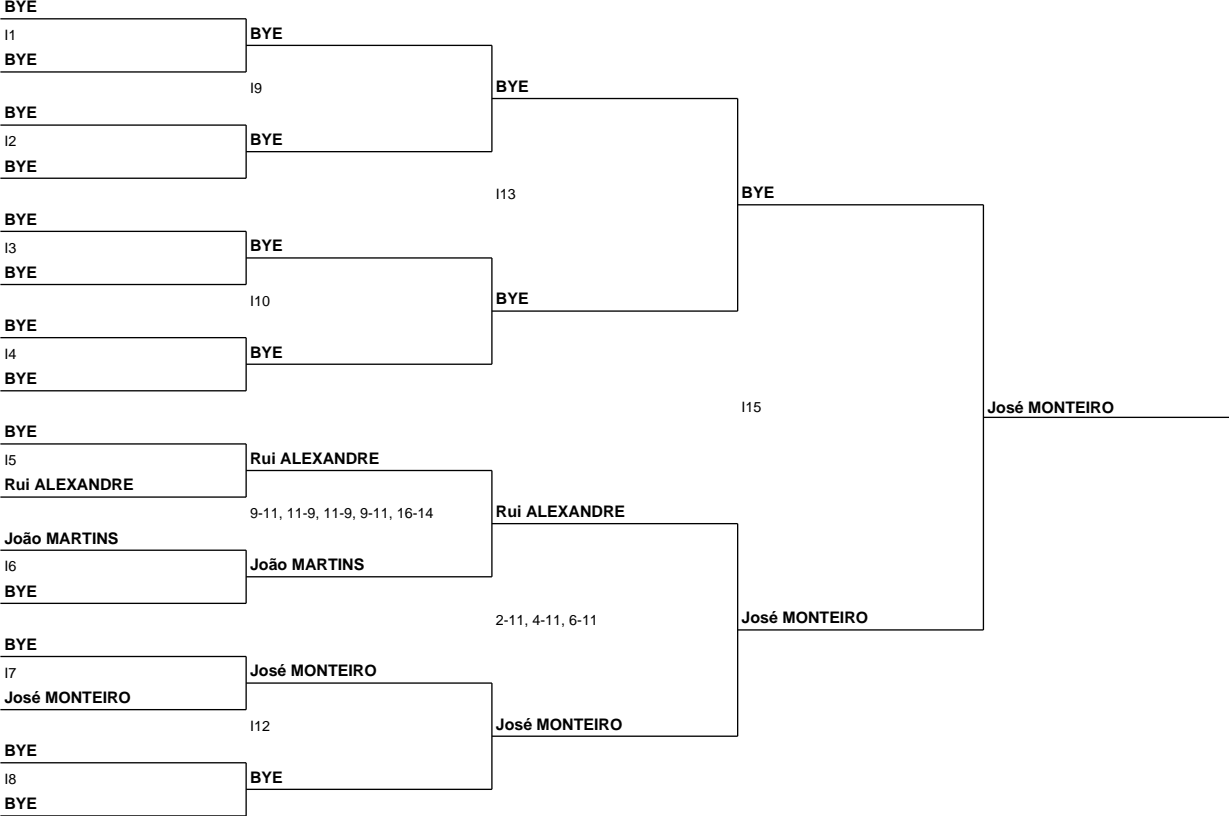 BYE
I1
BYE
BYE
I2
BYE
BYE
I3
BYE
BYE
I4
BYE
BYE
I5
Rui ALEXANDRE
João MARTINS
I6
BYE
BYE
I7
José MONTEIRO
BYE
I8
BYE
BYE
I9
BYE
BYE
I10
BYE
Rui ALEXANDRE
9-11, 11-9, 11-9, 9-11, 16-14
João MARTINS
José MONTEIRO
I12
BYE
BYE
I13
BYE
Rui ALEXANDRE
2-11, 4-11, 6-11
José MONTEIRO
BYE
I15
José MONTEIRO
José MONTEIRO